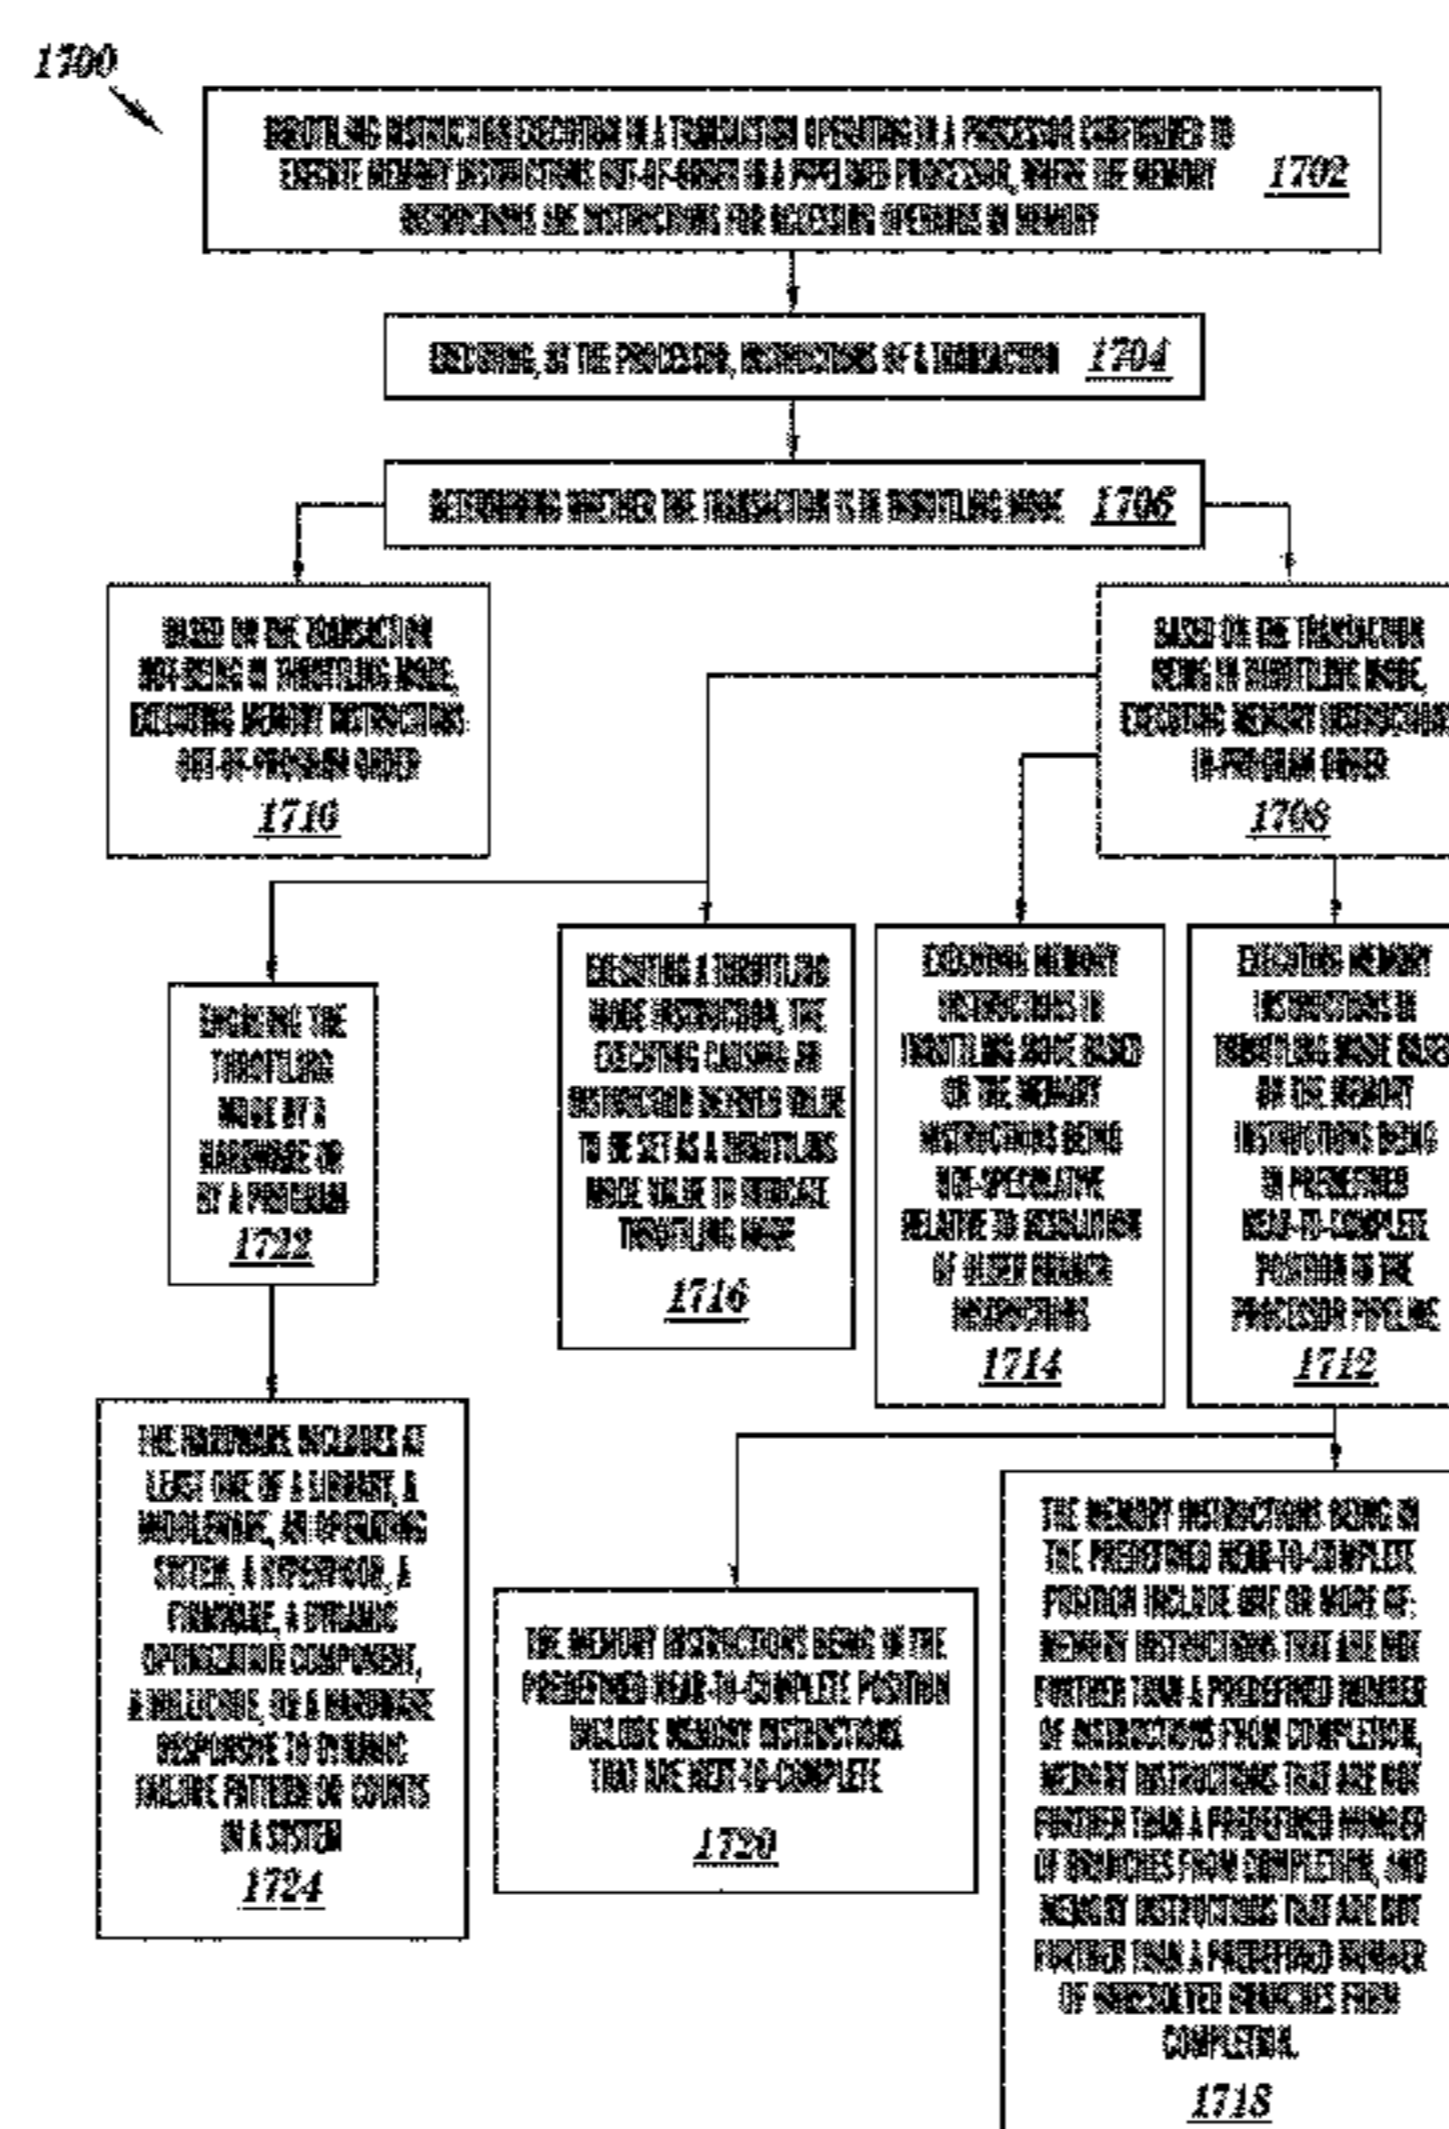 1700
THROTTLING INSTRUCTION EXECUTION IN A TRANSACTION OPERATING IN A PROCESSOR CONFIGURED TO
EXECUTE MEMORY INSTRUCTIONS OUT-OF-ORDER IN A PIPELINED PROCESSOR, WHERE THE MEMORY
INSTRUCTIONS ARE INSTRUCTIONS FOR ACCESSING OPERANDS IN MEMORY
1702
EXECUTING, BY THE PROCESSOR, INSTRUCTIONS OF A TRANSACTION 1704
DETERMINING WHETHER THE TRANSACTION IS IN THROTTLING MODE 1706
BASED ON THE TRANSACTION
NOT BEING IN THROTTLING MODE,
EXECUTING MEMORY INSTRUCTIONS
OUT-OF-PROGRAM ORDER
1710
BASED ON THE TRANSACTION
BEING IN THROTTLING MODE,
EXECUTING MEMORY INSTRUCTIONS
IN-PROGRAM ORDER
1708
ENABLING THE
THROTTLING
MODE BY A
HARDWARE OR
BY A PROGRAM
1722
EXECUTING A THROTTLING
MODE INSTRUCTION, THE
EXECUTING CAUSING AN
INSTRUCTION DEFINED VALUE
TO BE SET AS A THROTTLING
MODE VALUE TO INDICATE
THROTTLING MODE
1716
EXECUTING MEMORY
INSTRUCTIONS IN
THROTTLING MODE BASED
ON THE MEMORY
INSTRUCTIONS BEING
NON-SPECULATIVE
RELATIVE TO RESOLUTION
OF OLDER BRANCH
INSTRUCTIONS
1714
EXECUTING MEMORY
INSTRUCTIONS IN
THROTTLING MODE BASED
ON THE MEMORY
INSTRUCTIONS BEING
IN PREDEFINED
NEAR-TO-COMPLETE
POSITION IN THE
PROCESSOR PIPELINE
1712
THE HARDWARE INCLUDES AT
LEAST ONE OF A LIBRARY, A
MIDDLEWARE, AN OPERATING
SYSTEM, A HYPERVISOR, A
FIRMWARE, A DYNAMIC
OPTIMIZATION COMPONENT,
A MILLICODE, OR A HARDWARE
RESPONSIVE TO DYNAMIC
FAILURE PATTERN OR COUNTS
IN A SYSTEM
1724
THE MEMORY INSTRUCTIONS BEING IN THE
PREDEFINED NEAR-TO-COMPLETE POSITION
INCLUDE MEMORY INSTRUCTIONS
THAT ARE NEXT-TO-COMPLETE
1720
THE MEMORY INSTRUCTIONS BEING IN
THE PREDEFINED NEAR-TO-COMPLETE
POSITION INCLUDE ONE OR MORE OF:
MEMORY INSTRUCTIONS THAT ARE NOT
FURTHER THAN A PREDEFINED NUMBER
OF INSTRUCTIONS FROM COMPLETION,
MEMORY INSTRUCTIONS THAT ARE NOT
FURTHER THAN A PREDEFINED NUMBER
OF BRANCHES FROM COMPLETION, AND
MEMORY INSTRUCTIONS THAT ARE NOT
FURTHER THAN A PREDEFINED NUMBER
OF UNRESOLVED BRANCHES FROM
COMPLETION.
1718